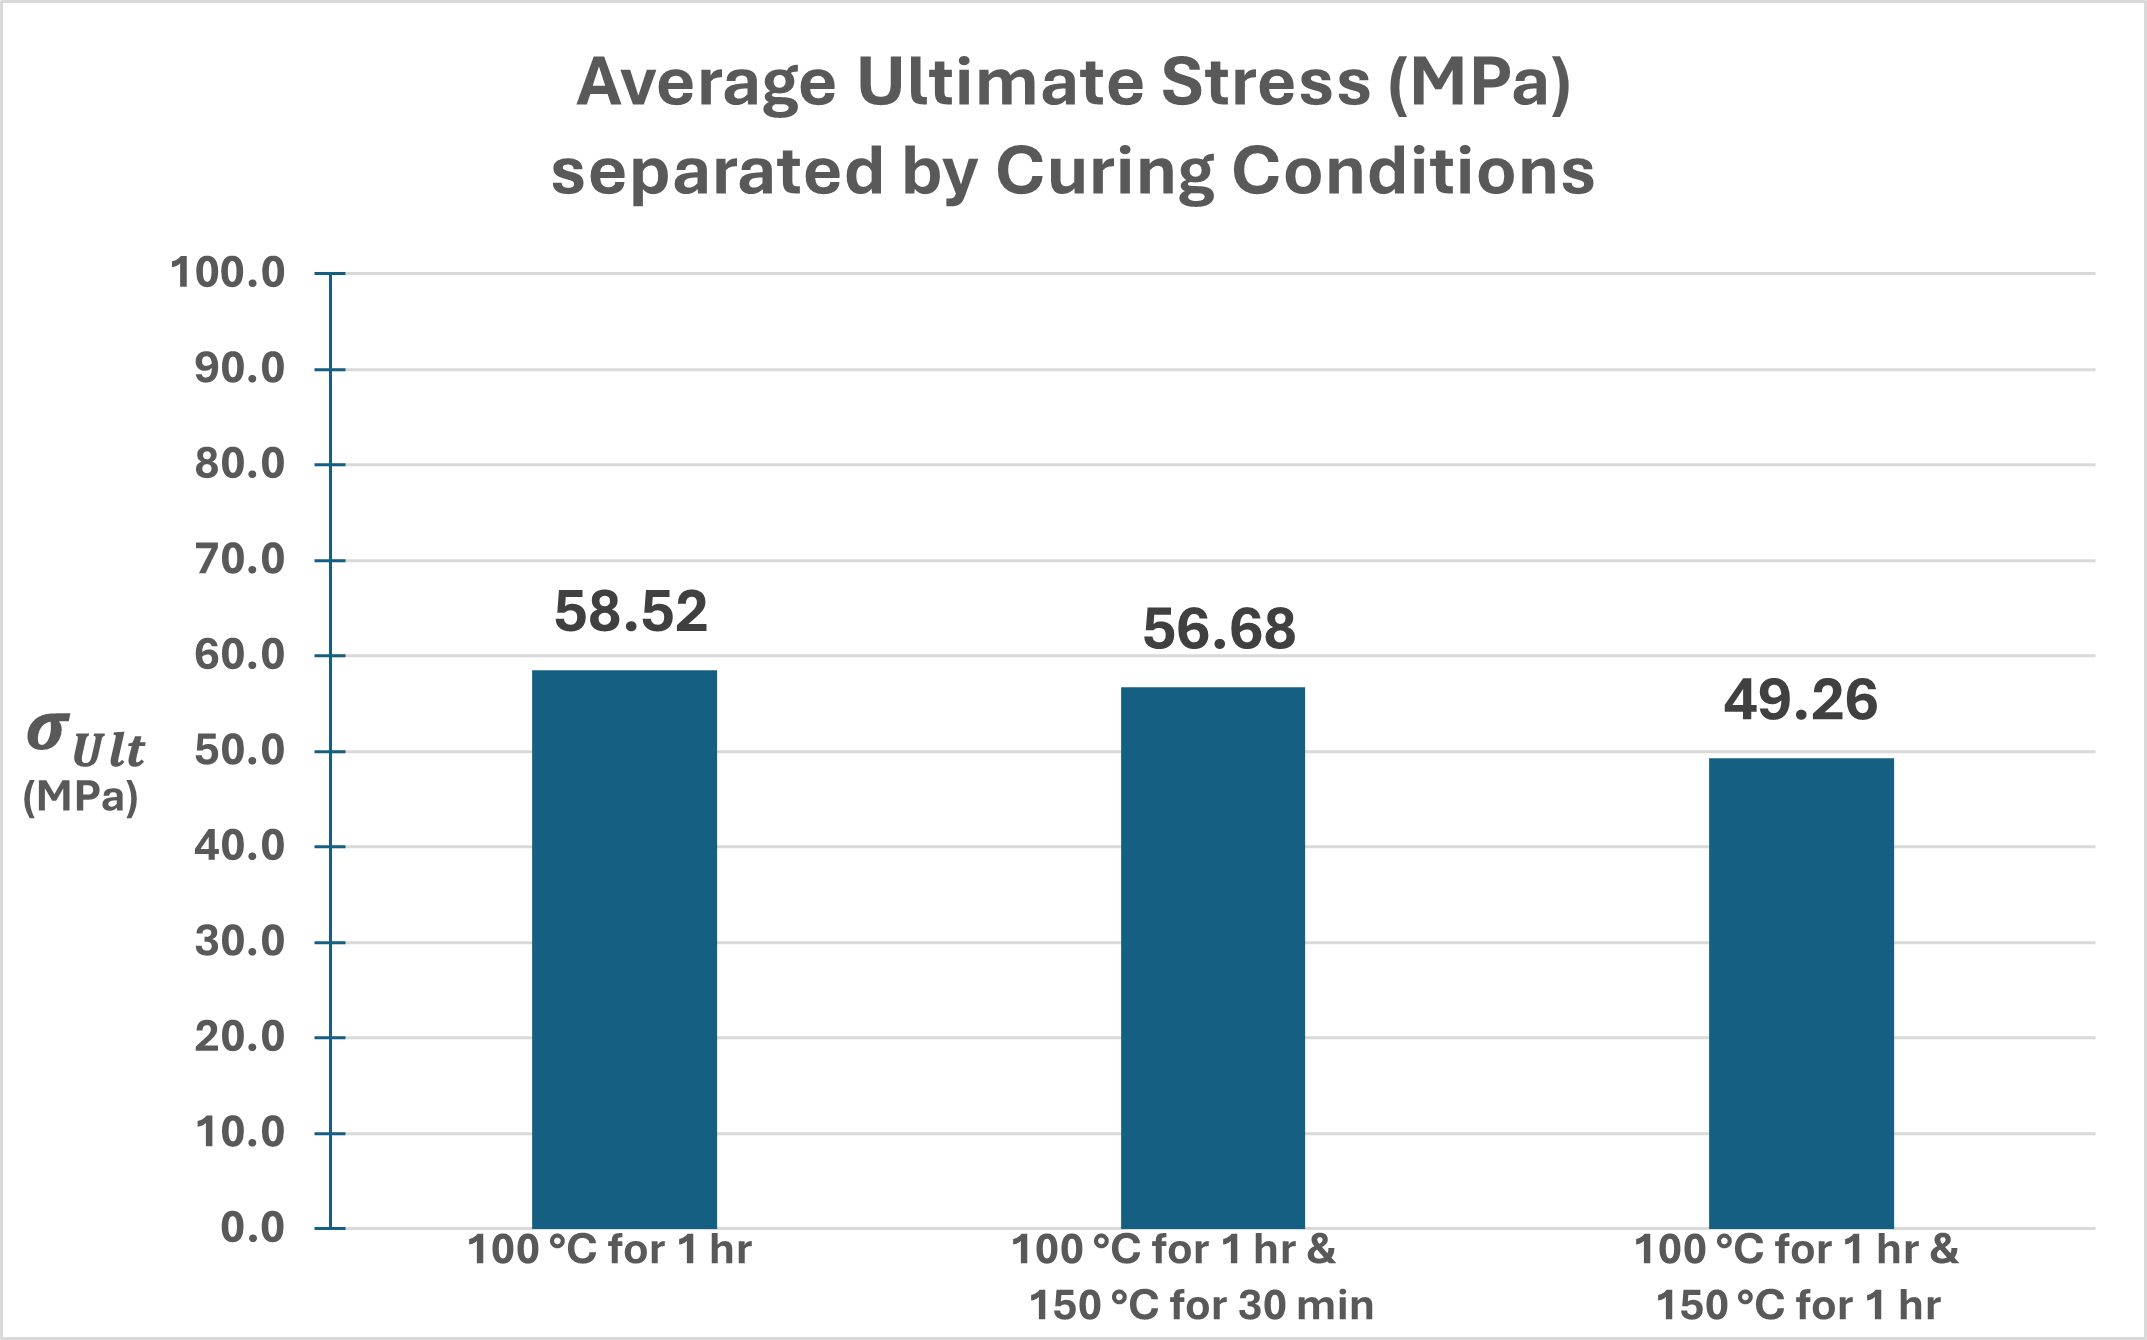 Average Ultimate Stress (MPa)
separated by Curing Conditions
100.0
90.0
80.0
70.0
60.0
50.0
40.0
30.0
20.0
10.0
0.0
σ Ult
(MPa)
58.52
56.68
49.26
100 °C for 1 hr
100 °C for 1 hr &
150 °C for 30 min
100 °C for 1 hr &
150 °C for 1 hr